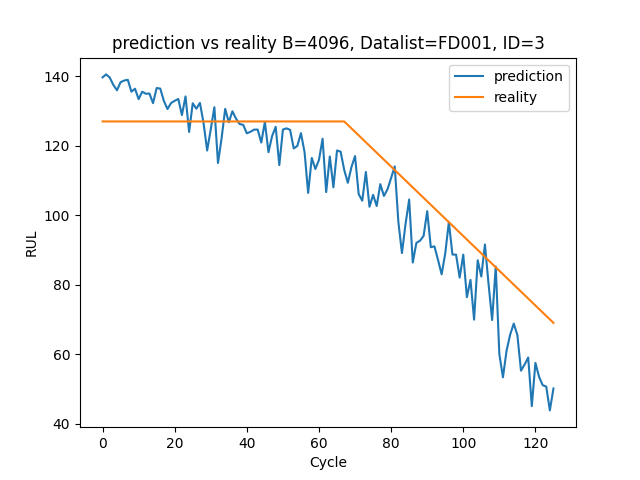 prediction vs reality B=4096, Datalist=FD001, ID=3
prediction
reality
140
120
100
80
60
40
RUL
0 20 40 60 80 100 120
Cycle